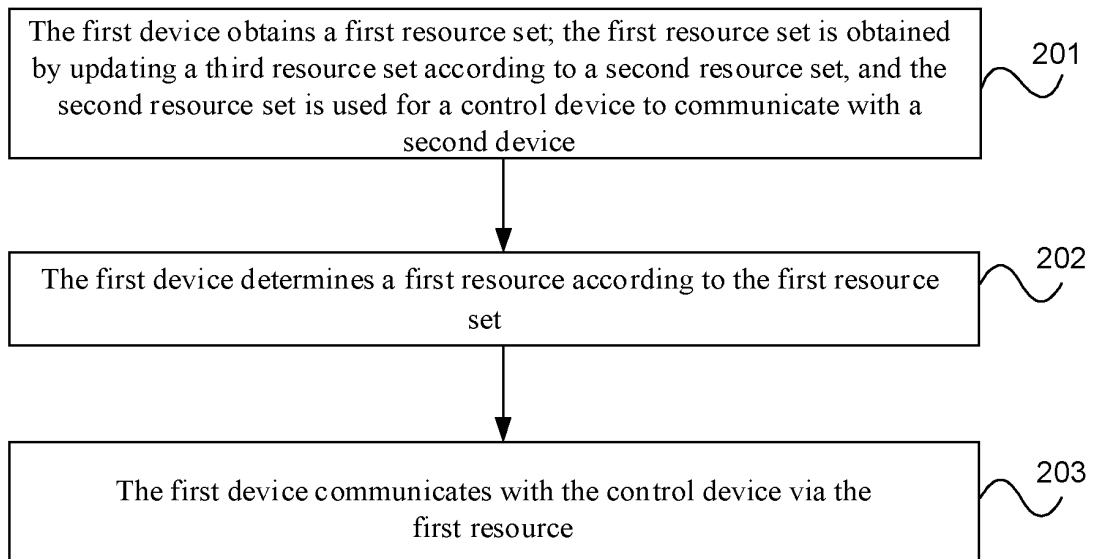 The first device obtains a first resource set; the first resource set is obtained
by updating a third resource set according to a second resource set, and the
second resource set is used for a control device to communicate with a
second device
201
The first device determines a first resource according to the first resource
set
202
The first device communicates with the control device via the
first resource
203